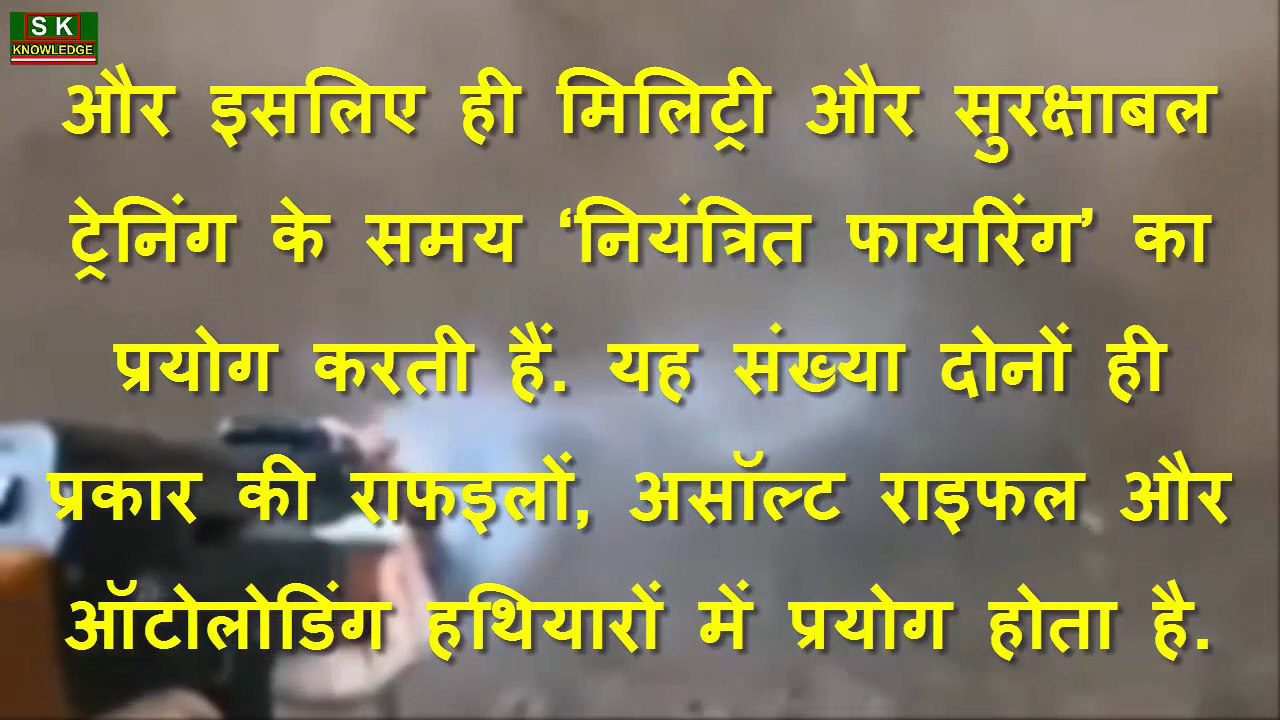 SK
KNOWLEDGE
और इसलिए ही मिलिट्री और सुरक्षाबल
ट्रेनिंग के समय ‘नियंत्रित फायरिंग’ का
प्रयोग करती हैं. यह संख्या दोनों ही
प्रकार की राफइलों, असॉल्ट राइफल और
ऑटोलोडिंग हथियारों में प्रयोग होता है.